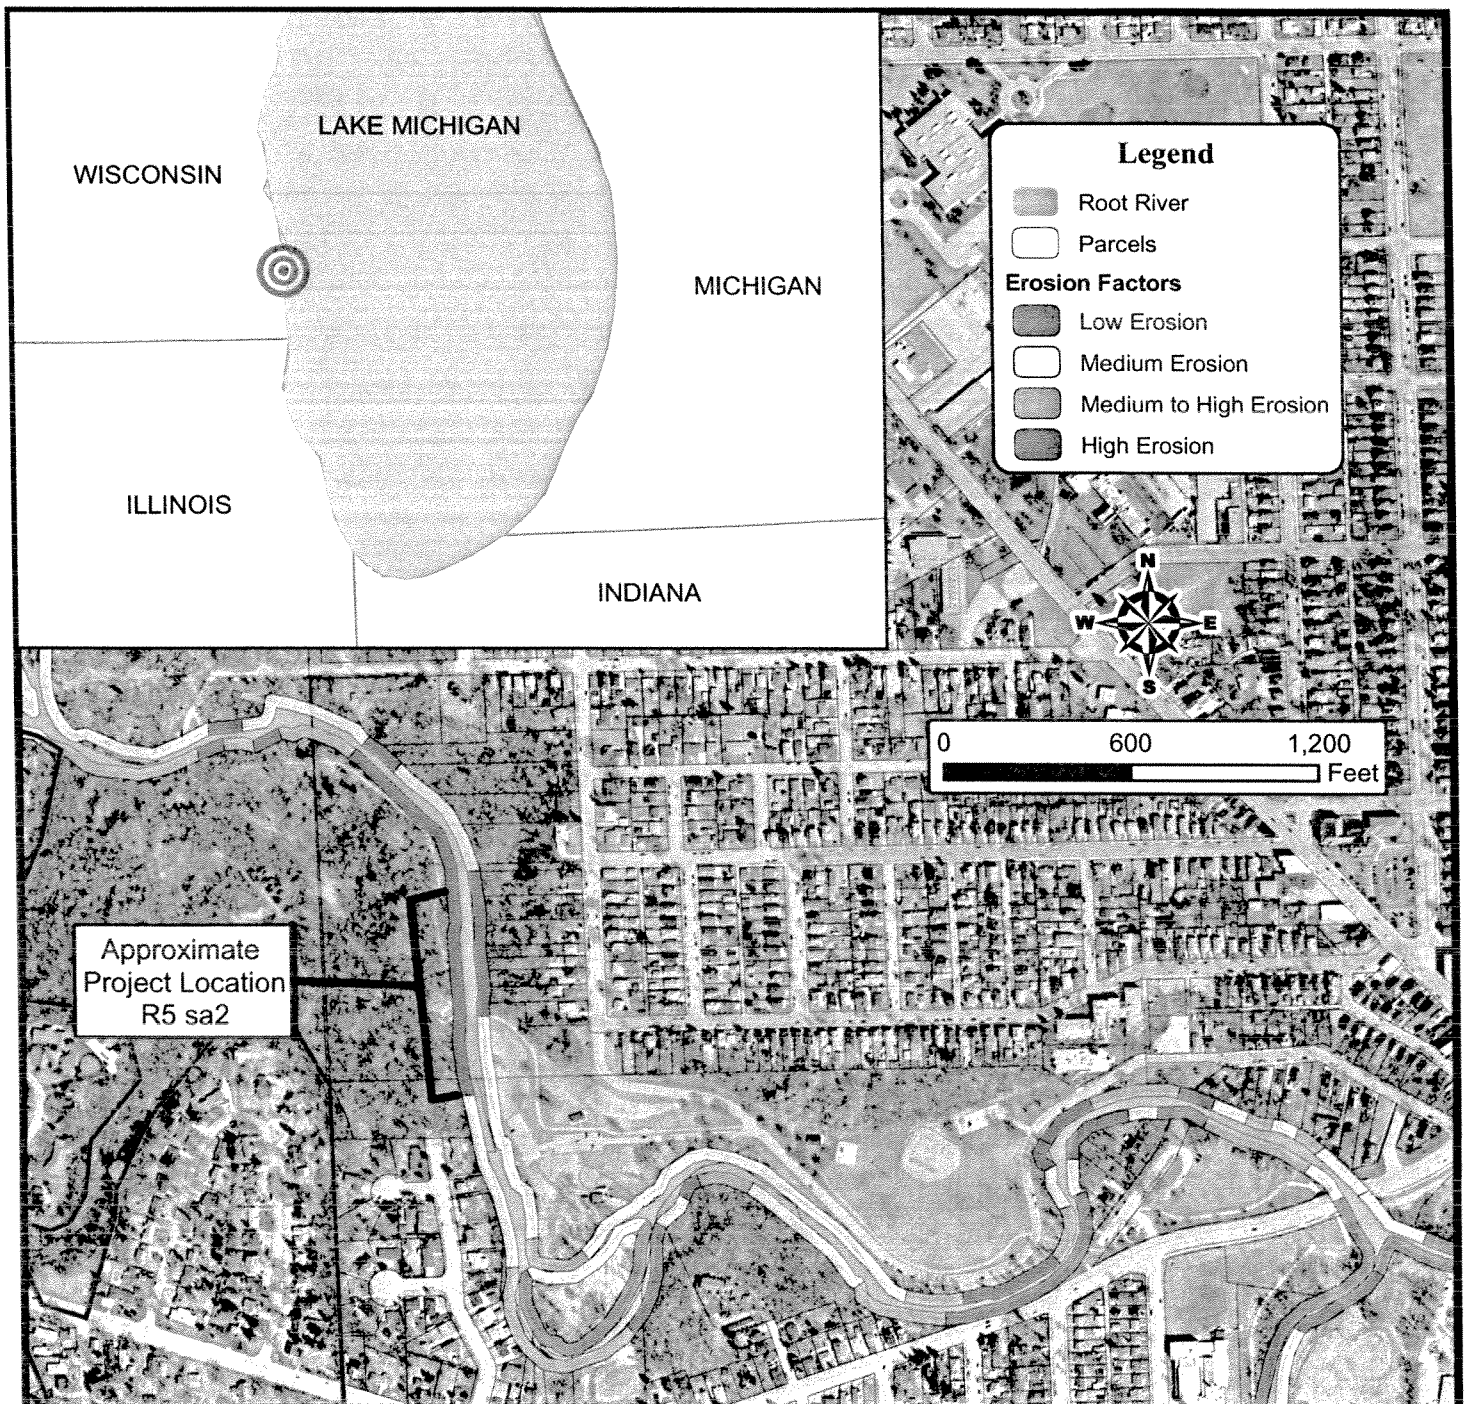 LAKE MICHIGAN
WISCONSIN
MICHIGAN
ILLINOIS
INDIANA
Legend
Root River
Parcels
Erosion Factors
Low Erosion
Medium Erosion
Medium to High Erosion
High Erosion
N
W
E
S
0 600 1,200
Feet
Approximate
Project Location
R5 sa2